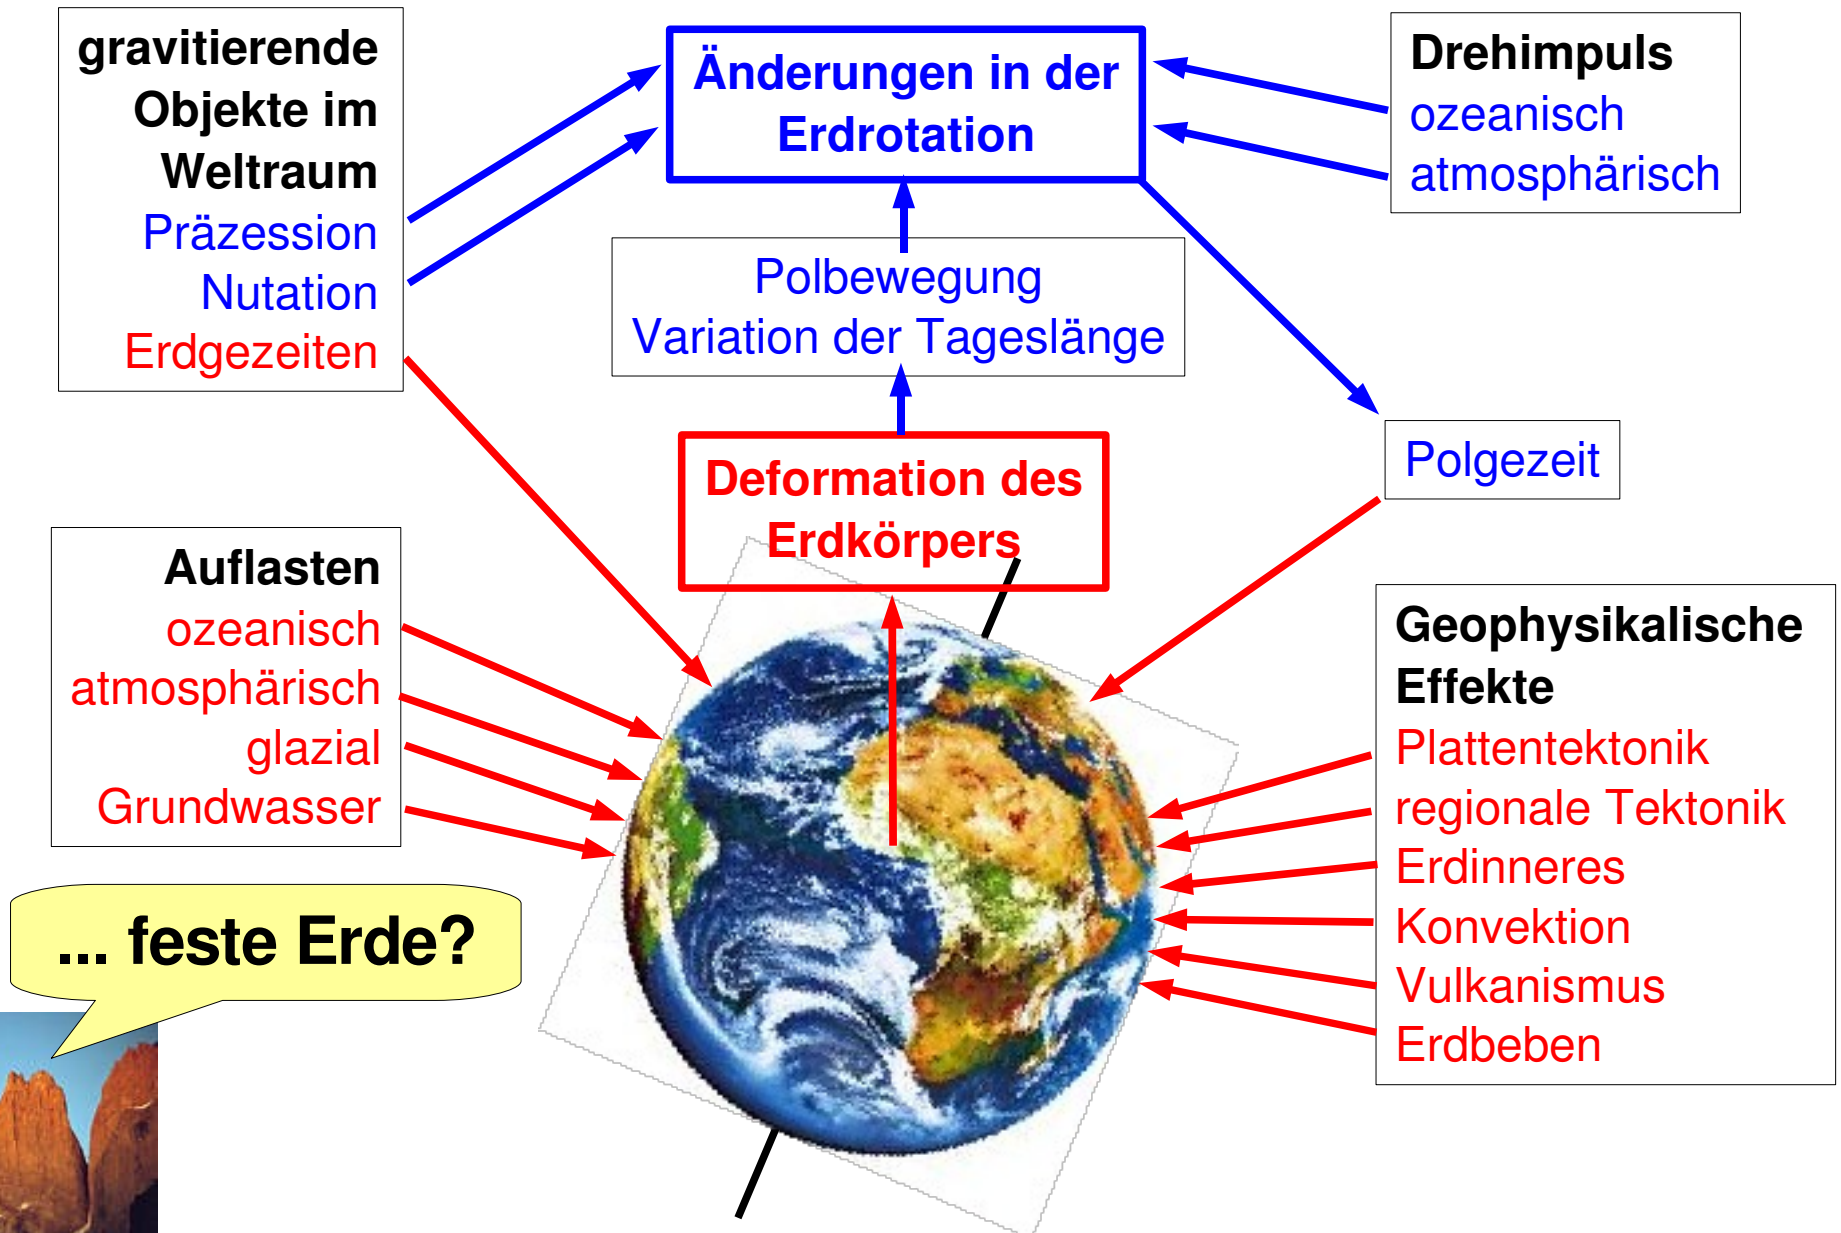 gravitierende
Objekte im
Weltraum
Präzession
Nutation
Erdgezeiten
Änderungen in der
Erdrotation
Drehimpuls
ozeanisch
atmosphärisch
Polbewegung
Variation der Tageslänge
Polgezeit
Deformation des
Erdkörpers
Auflasten
ozeanisch
atmosphärisch
glazial
Grundwasser
Geophysikalische
Effekte
Plattentektonik
regionale Tektonik
Erdinneres
Konvektion
Vulkanismus
Erdbeben
... feste Erde?